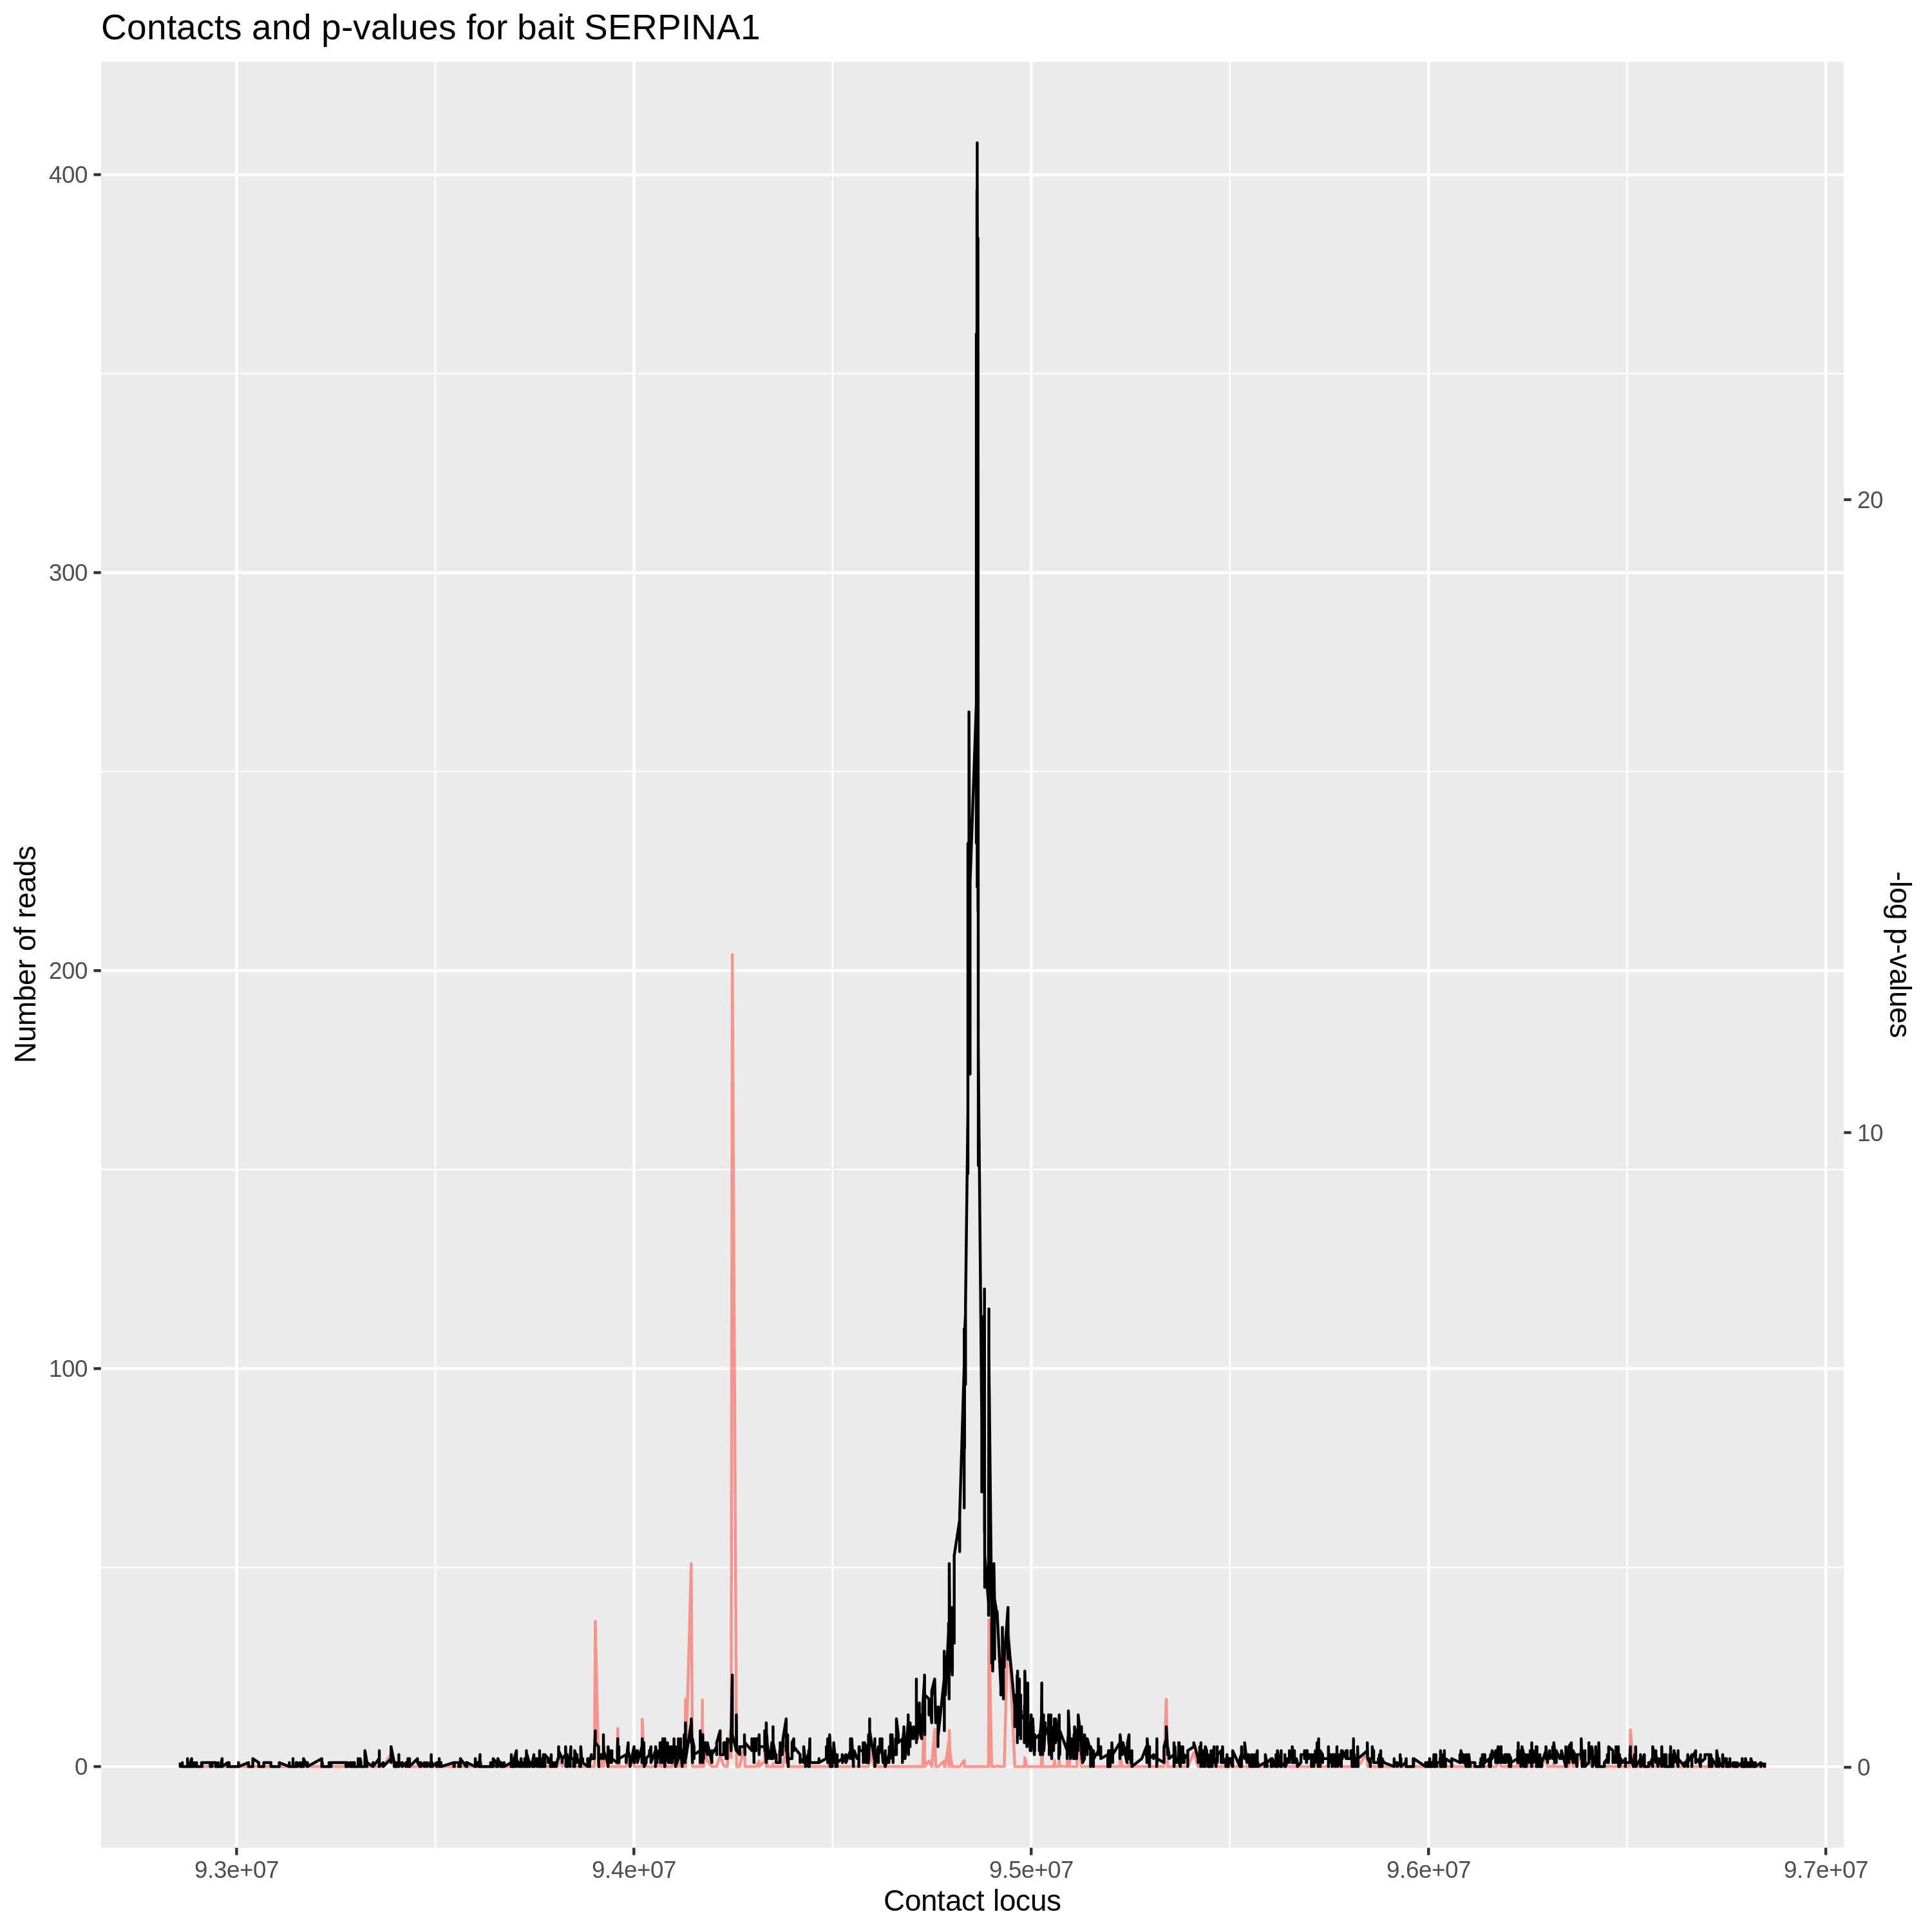 Contacts and p-values for bait SERPINA1
400
300
200
100
0
Number of reads
20
10
0
-log p-values
9.3e+07
9.4e+07
9.5e+07
9.6e+07
9.7e+07
Contact locus